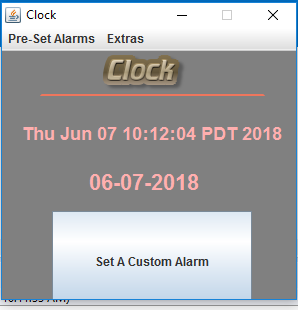 Clock
Pre-Set Alarms Extras
Clock
Thu Jun 07 10:12:04 PDT 2018
06-07-2018
Set A Custom Alarm